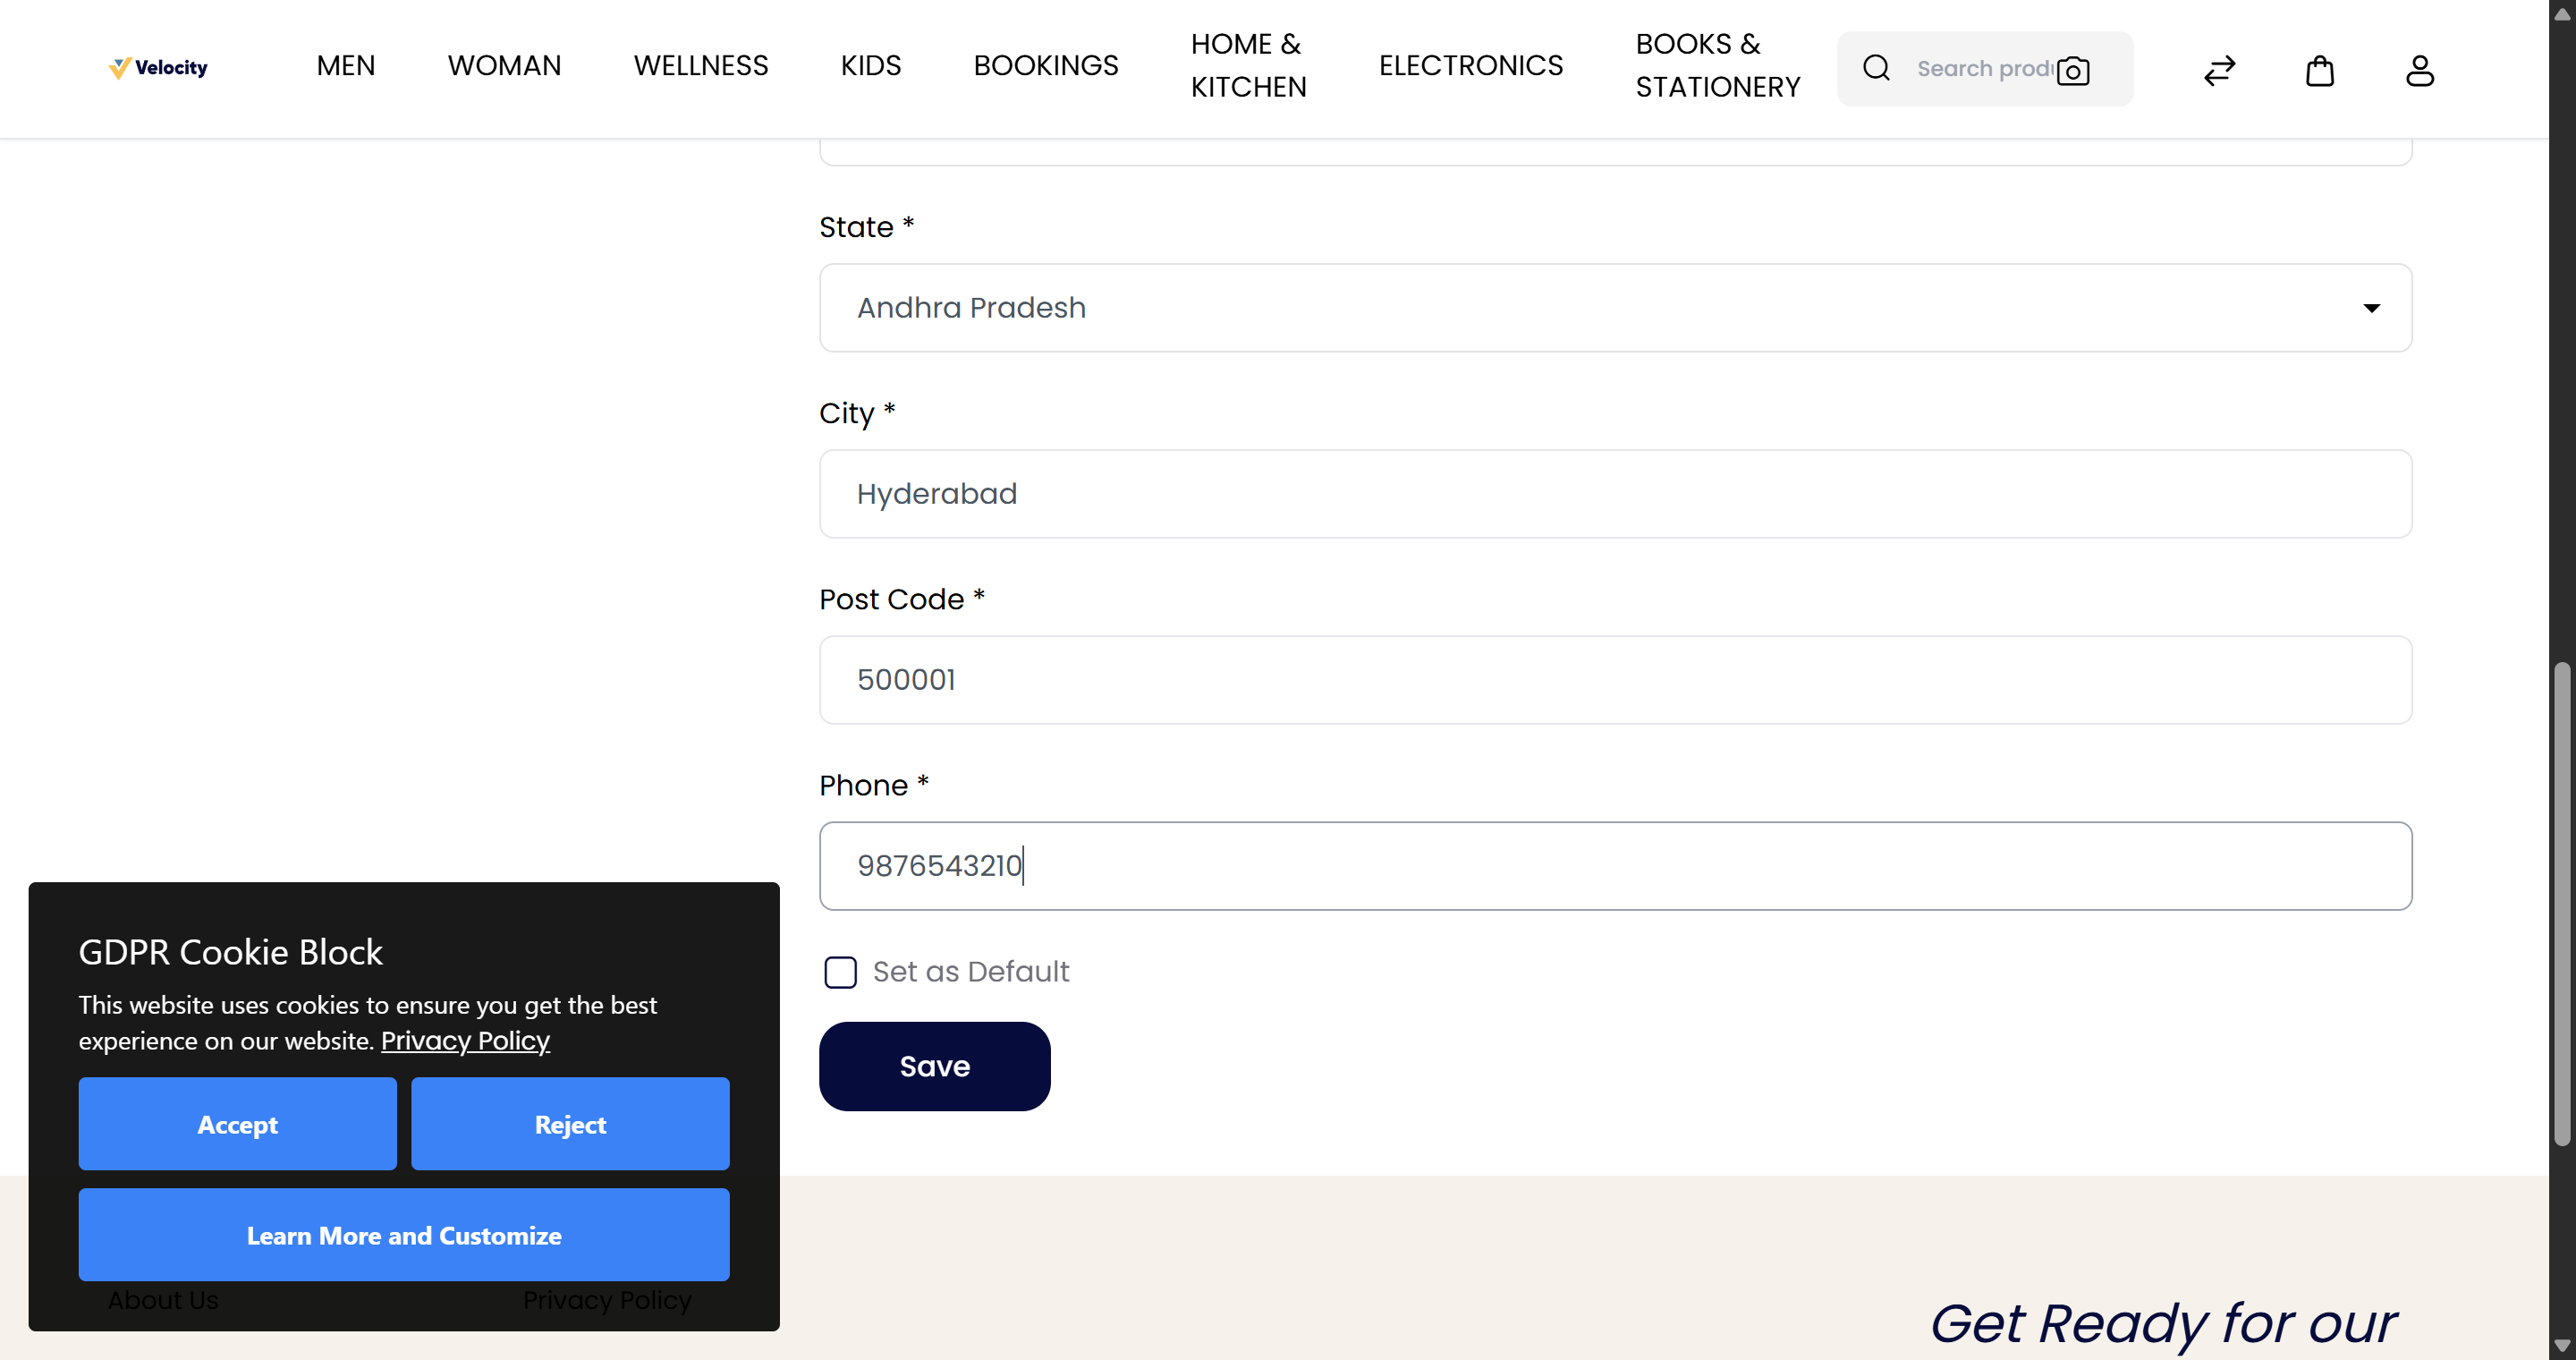 Velocity
MEN
WOMAN
WELLNESS
KIDS
BOOKINGS
HOME &
KITCHEN
ELECTRONICS
BOOKS &
STATIONERY
Search produ
State *
Andhra Pradesh
City *
Hyderabad
Post Code *
500001
Phone *
9876543210
Set as Default
Save
GDPR Cookie Block
This website uses cookies to ensure you get the best
experience on our website. Privacy Policy
Accept
Reject
Learn More and Customize
About Us
Privacy Policy
Get Ready for our